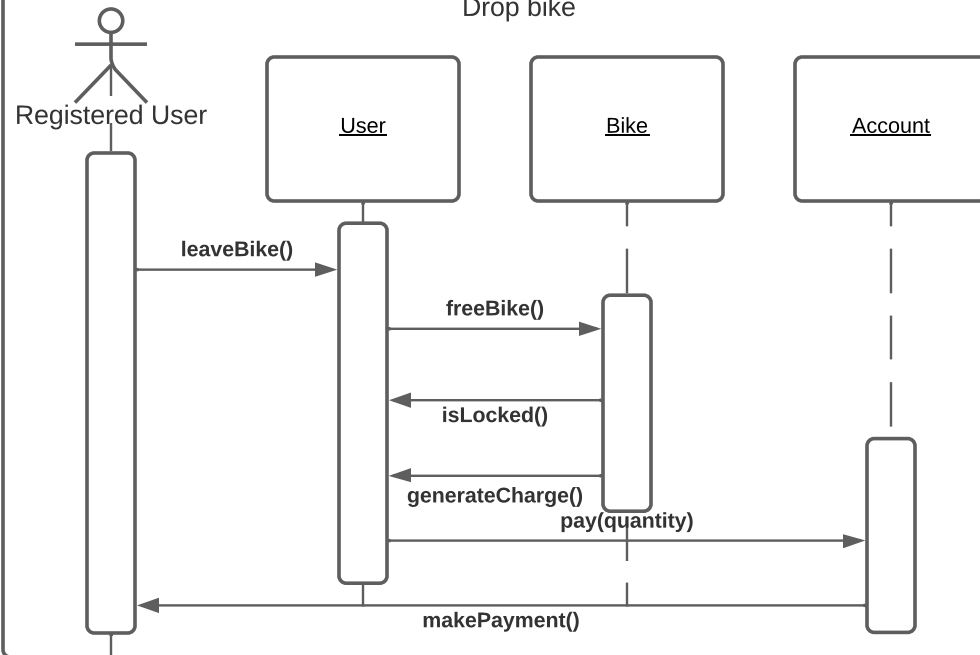 Drop bike
Registered User
User
Bike
Account
leaveBike()
freeBike()
isLocked()
generateCharge()
pay(quantity)
makePayment()